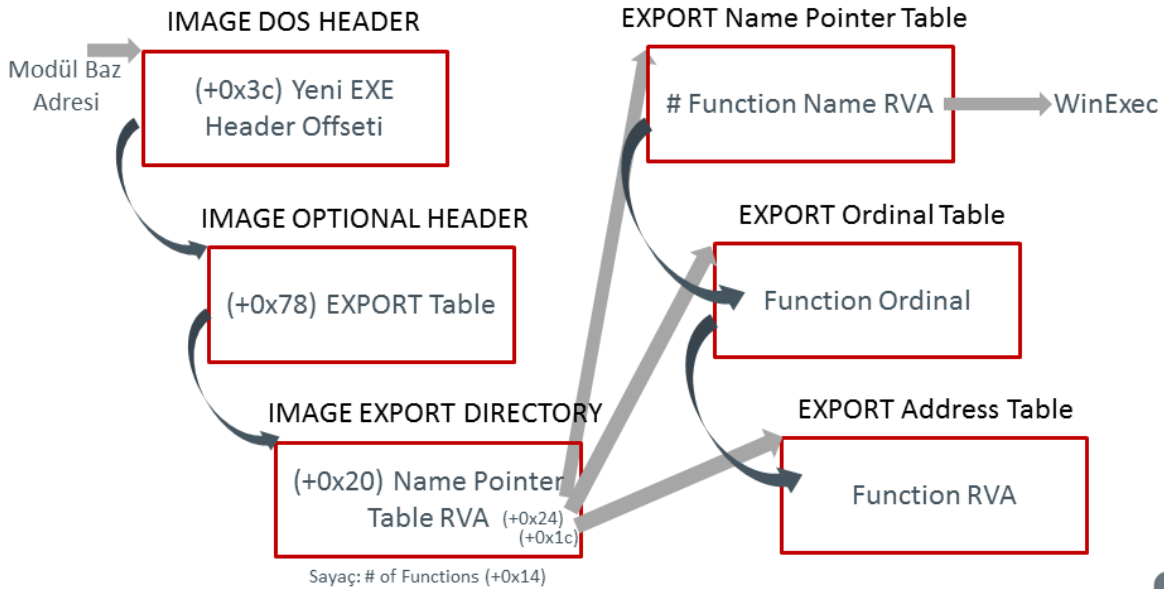 IMAGE DOS HEADER
Modül Baz
Adresi
(+0x3c) Yeni EXE
Header Offseti
IMAGE OPTIONAL HEADER
(+0x78) EXPORT Table
IMAGE EXPORT DIRECTORY
(+0x20) Name Pointer
Table RVA (+0x24)
(+0x1c)
Sayaç: # of Functions (+0x14)
EXPORT Name Pointer Table
# Function Name RVA
WinExec
EXPORT Ordinal Table
Function Ordinal
EXPORT Address Table
Function RVA